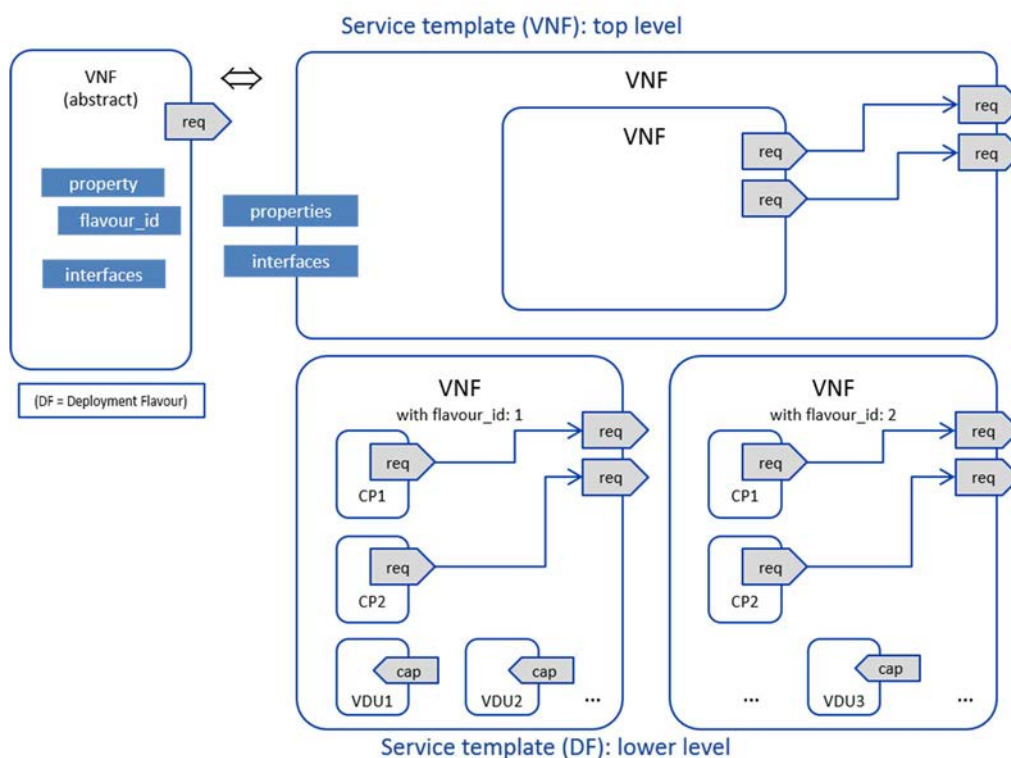 Service template (VNF): top level
VNF
(abstract)
req
property
flavour_id
interfaces
(DF = Deployment Flavour)
⇔
VNF
VNF
req
req
req
req
properties
interfaces
VNF
with flavour_id: 1
req
CP1
req
CP2
req
req
cap
VDU1
cap
VDU2
...
VNF
with flavour_id: 2
req
CP1
req
CP2
req
req
...
cap
VDU3
...
Service template (DF): lower level